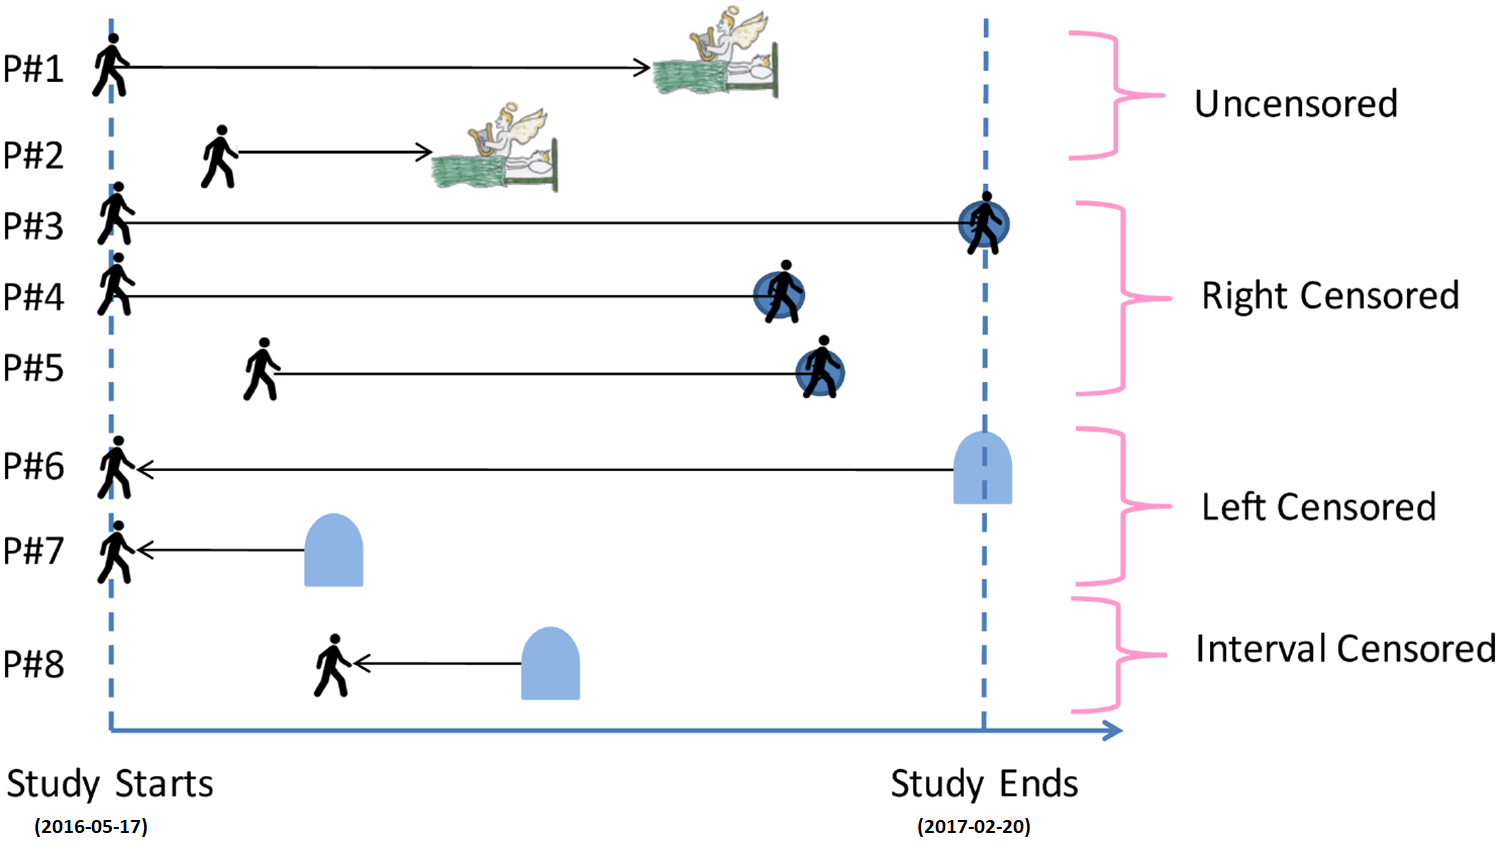 P#1
Uncensored
P#2
P#3
P#4
Right Censored
P#5
P#6
Left Censored
P#7
P#8
Interval Censored
Study Starts
(2016-05-17)
Study Ends
(2017-02-20)